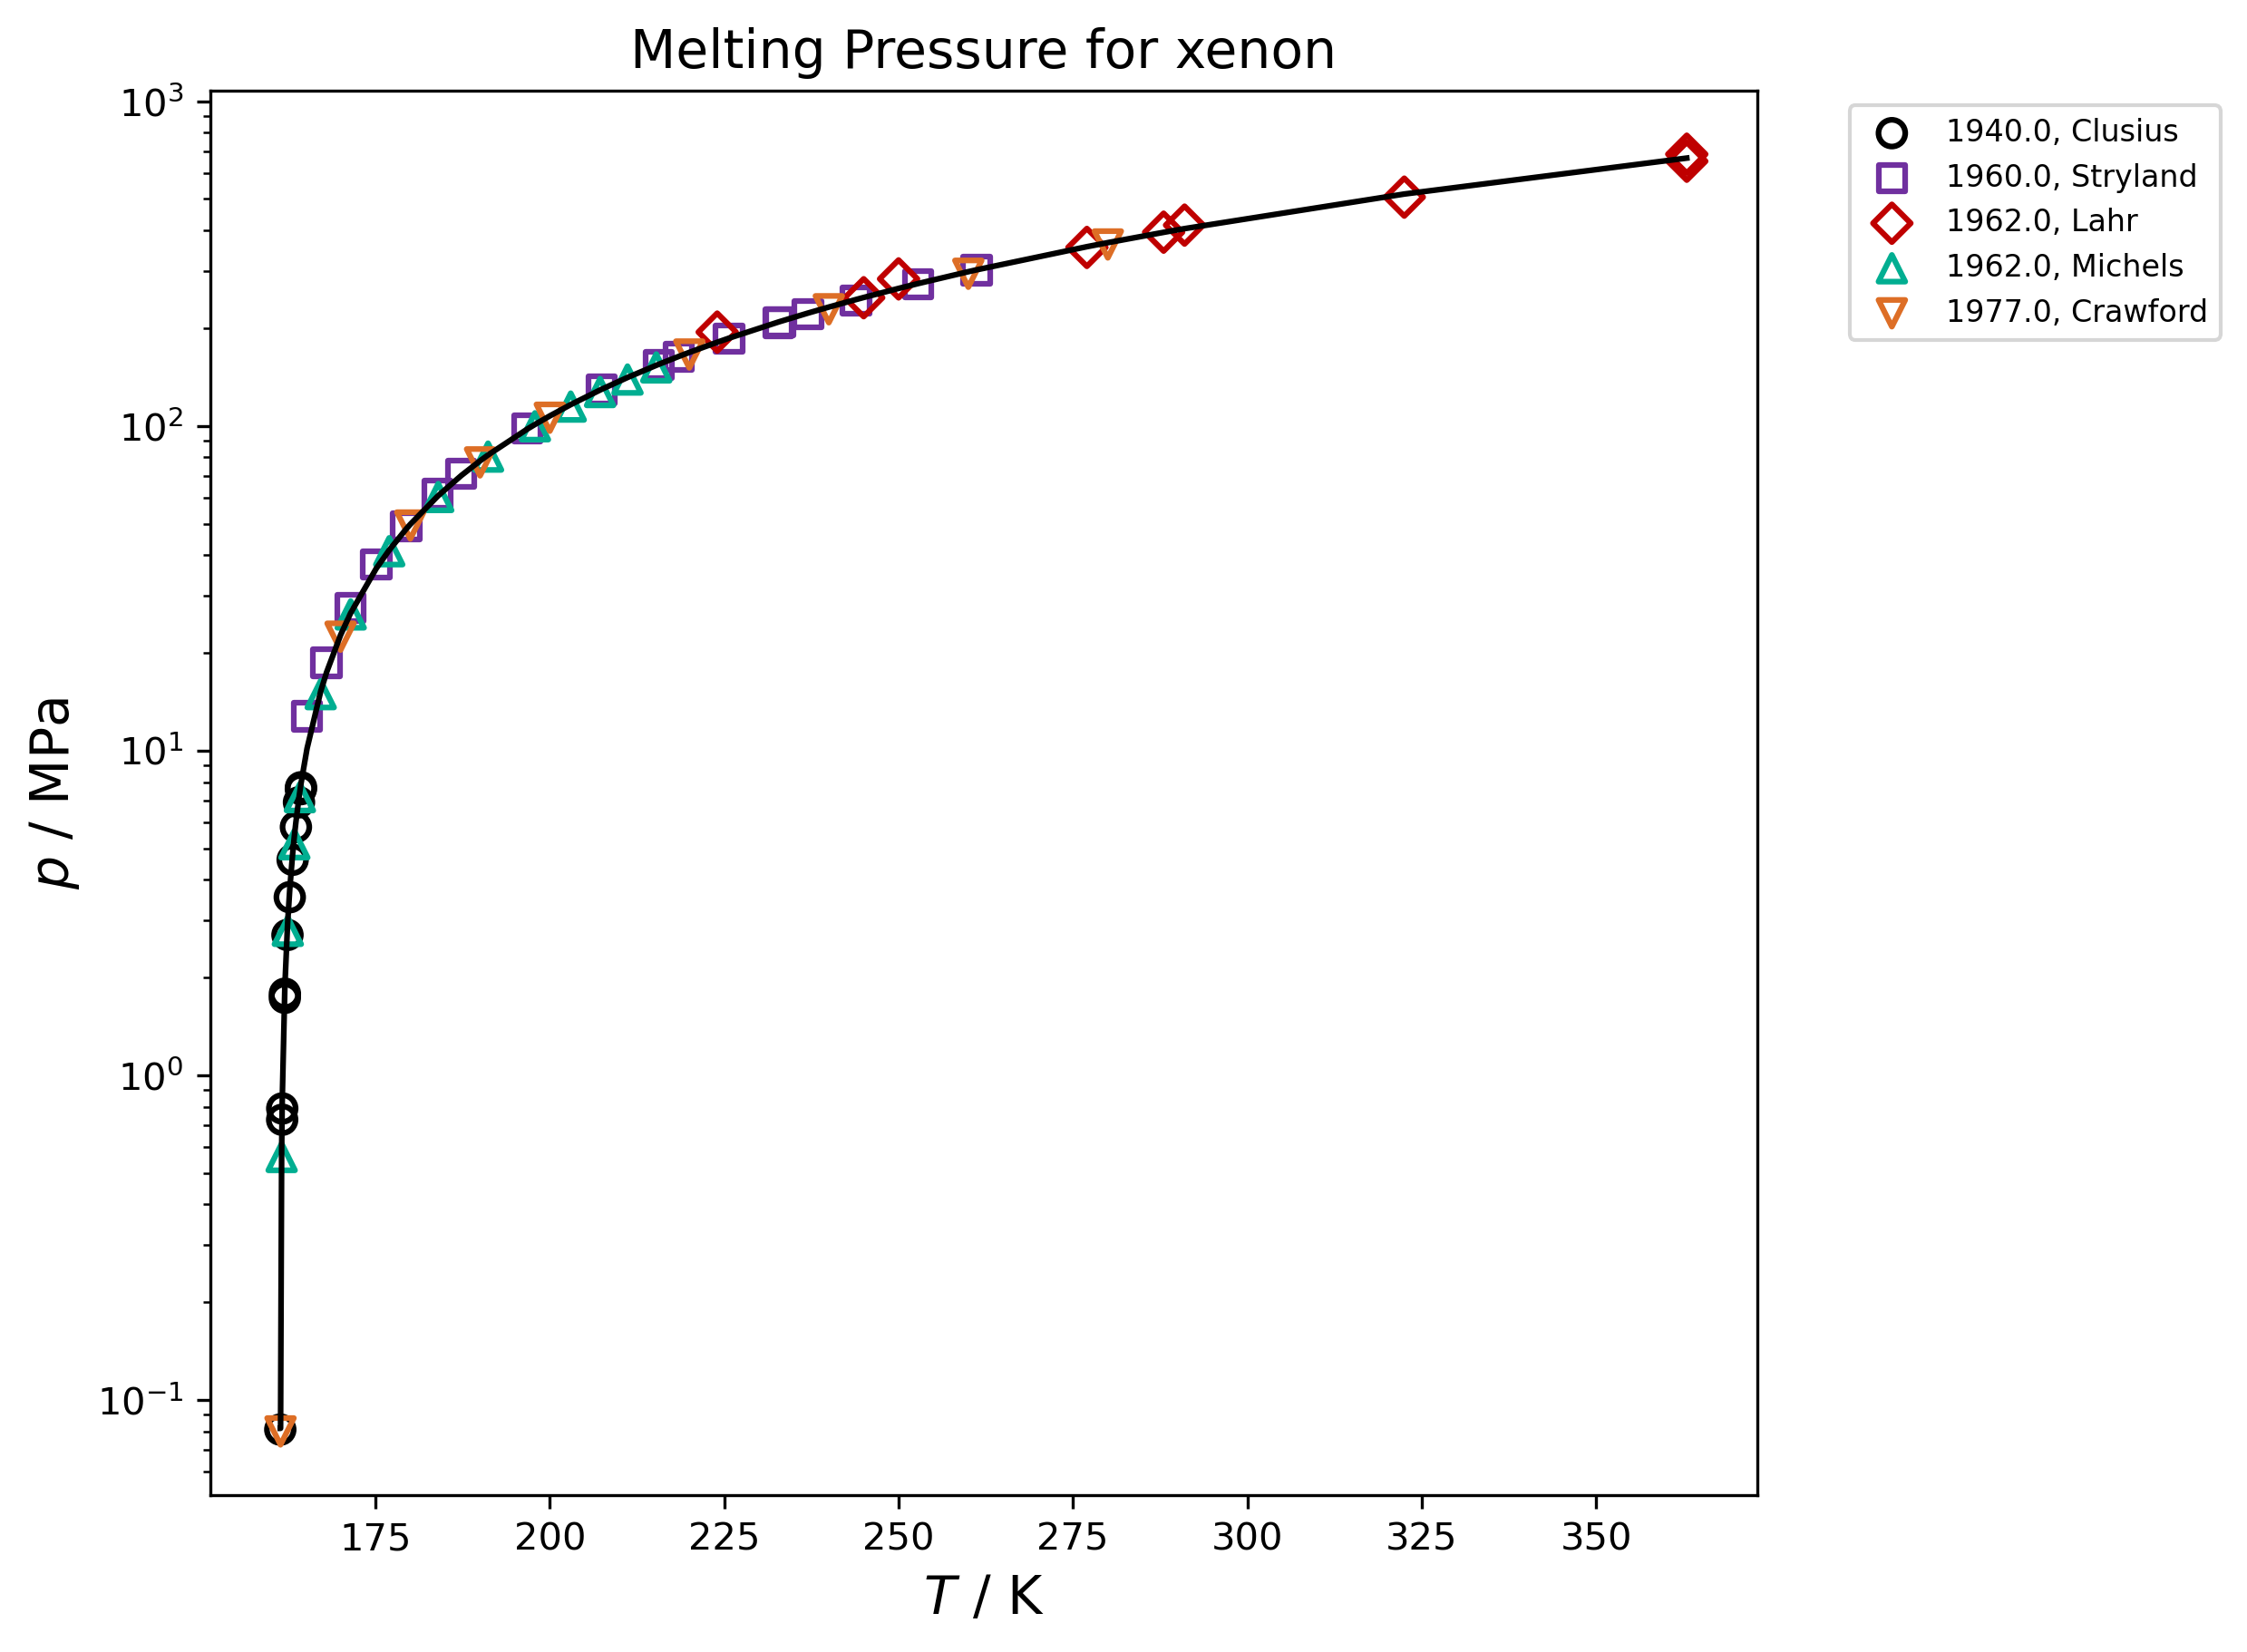 Melting Pressure for xenon
10³
10²
10¹
10⁰
10⁻¹
p / MPa
175 200 225 250 275 300 325 350
T / K
1940.0, Clusius
1960.0, Stryland
1962.0, Lahr
1962.0, Michels
1977.0, Crawford